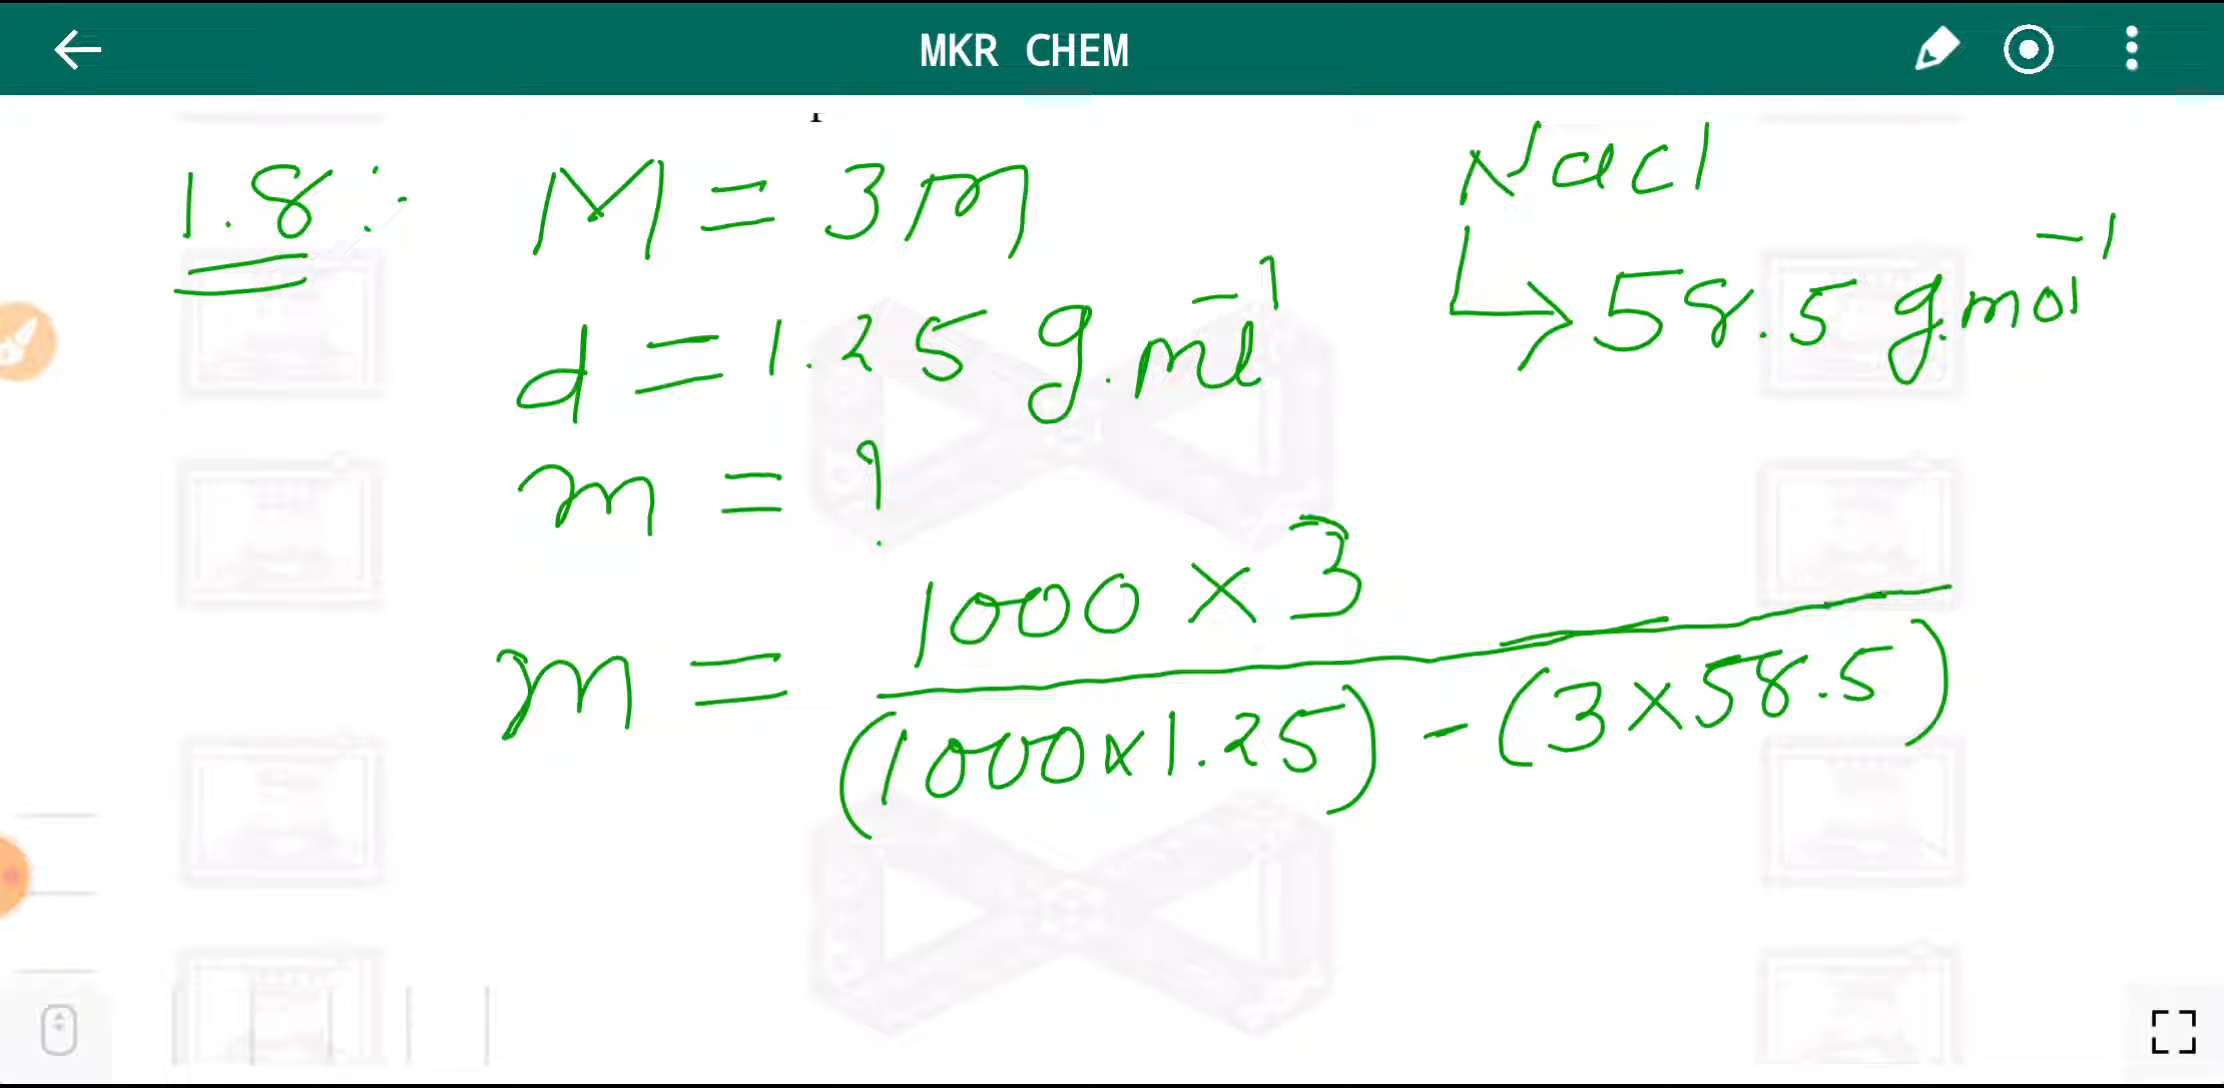 MKR CHEM
1.8 : M = 3m NaCl
d = 1.25 g.ml⁻¹ → 58.5 g.mol⁻¹
m = ?
m = 1000 × 3
(1000×1.25) - (3×58.5)